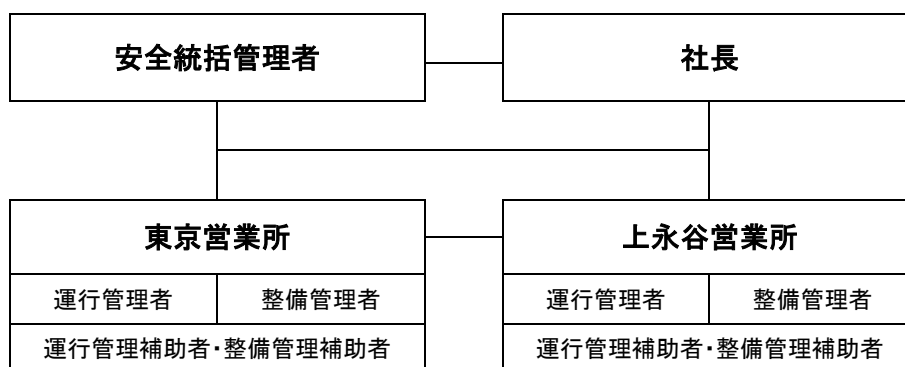 安全統括管理者
社長
東京営業所
上永谷営業所
運行管理者
整備管理者
運行管理者
整備管理者
運行管理補助者・整備管理補助者
運行管理補助者・整備管理補助者